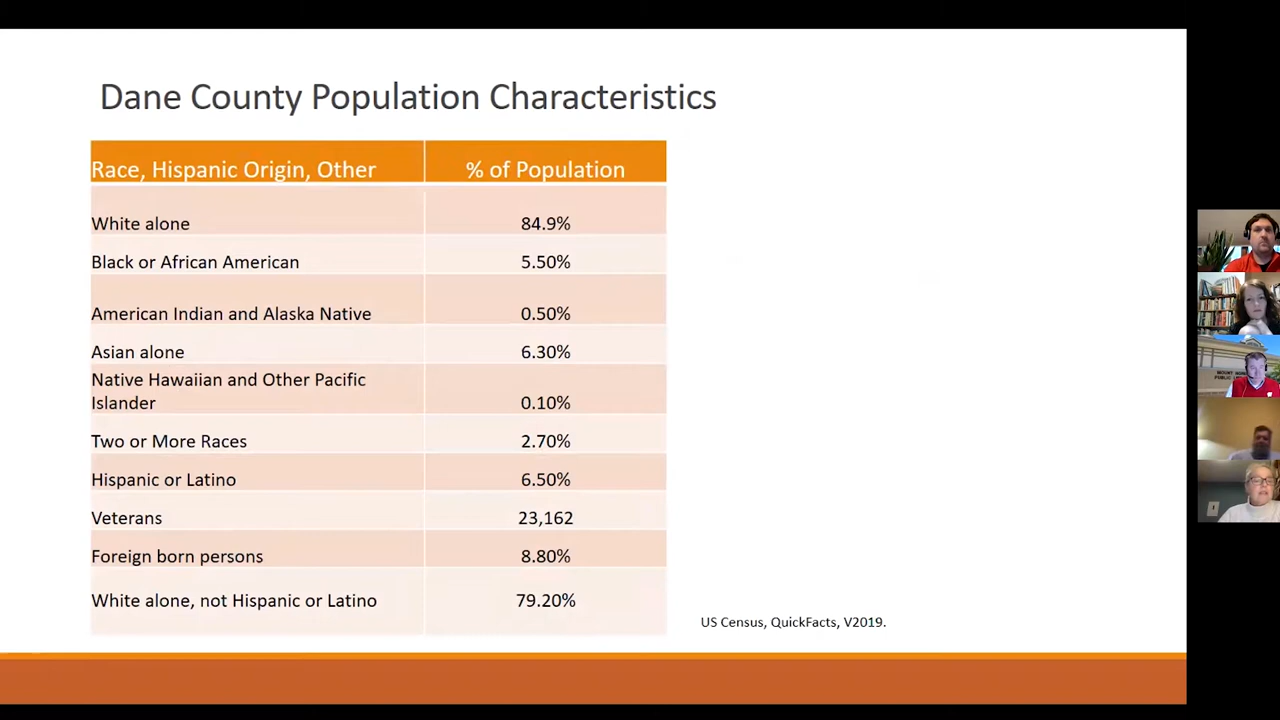 Dane County Population Characteristics
Race, Hispanic Origin, Other % of Population
White alone 84.9%
Black or African American 5.50%
American Indian and Alaska Native 0.50%
Asian alone 6.30%
Native Hawaiian and Other Pacific
Islander 0.10%
Two or More Races 2.70%
Hispanic or Latino 6.50%
Veterans 23,162
Foreign born persons 8.80%
White alone, not Hispanic or Latino 79.20%
US Census, QuickFacts, V2019.